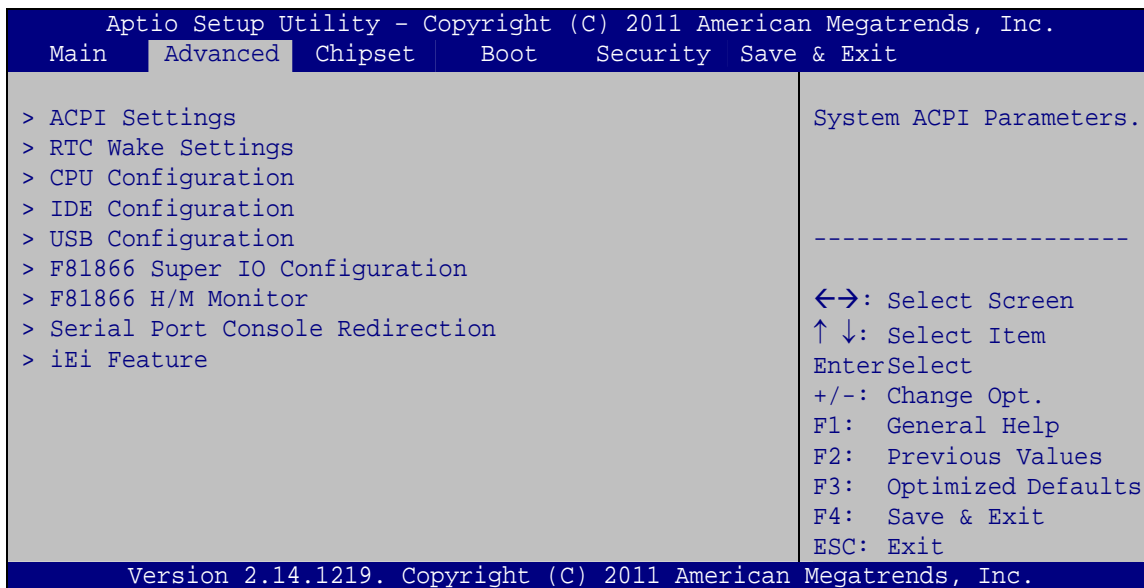 Aptio Setup Utility – Copyright (C) 2011 American Megatrends, Inc.
Main Advanced Chipset Boot Security Save & Exit
> ACPI Settings
> RTC Wake Settings
> CPU Configuration
> IDE Configuration
> USB Configuration
> F81866 Super IO Configuration
> F81866 H/M Monitor
> Serial Port Console Redirection
> iEi Feature
System ACPI Parameters.
----------------------
←→: Select Screen
↑ ↓: Select Item
EnterSelect
+/-: Change Opt.
F1: General Help
F2: Previous Values
F3: Optimized Defaults
F4: Save & Exit
ESC: Exit
Version 2.14.1219. Copyright (C) 2011 American Megatrends, Inc.